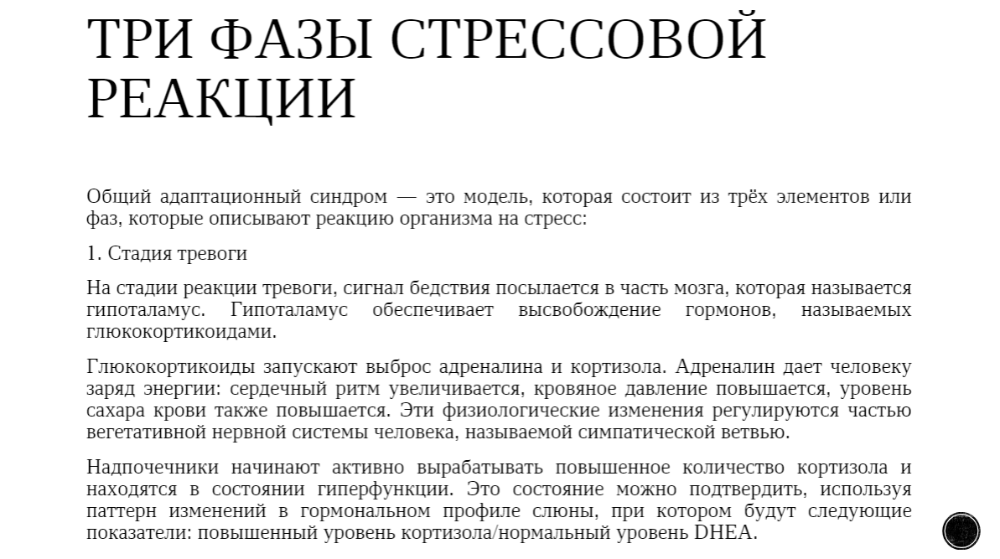 ТРИ ФАЗЫ СТРЕССОВОЙ
РЕАКЦИИ
Общий адаптационный синдром — это модель, которая состоит из трёх элементов или
фаз, которые описывают реакцию организма на стресс:
1. Стадия тревоги
На стадии реакции тревоги, сигнал бедствия посылается в часть мозга, которая называется
гипоталамус. Гипоталамус обеспечивает высвобождение гормонов, называемых
глюкокортикоидами.
Глюкокортикоиды запускают выброс адреналина и кортизола. Адреналин дает человеку
заряд энергии: сердечный ритм увеличивается, кровяное давление повышается, уровень
сахара крови также повышается. Эти физиологические изменения регулируются частью
вегетативной нервной системы человека, называемой симпатической ветвью.
Надпочечники начинают активно вырабатывать повышенное количество кортизола и
находятся в состоянии гиперфункции. Это состояние можно подтвердить, используя
паттерн изменений в гормональном профиле слюны, при котором будут следующие
показатели: повышенный уровень кортизола/нормальный уровень DHEA.